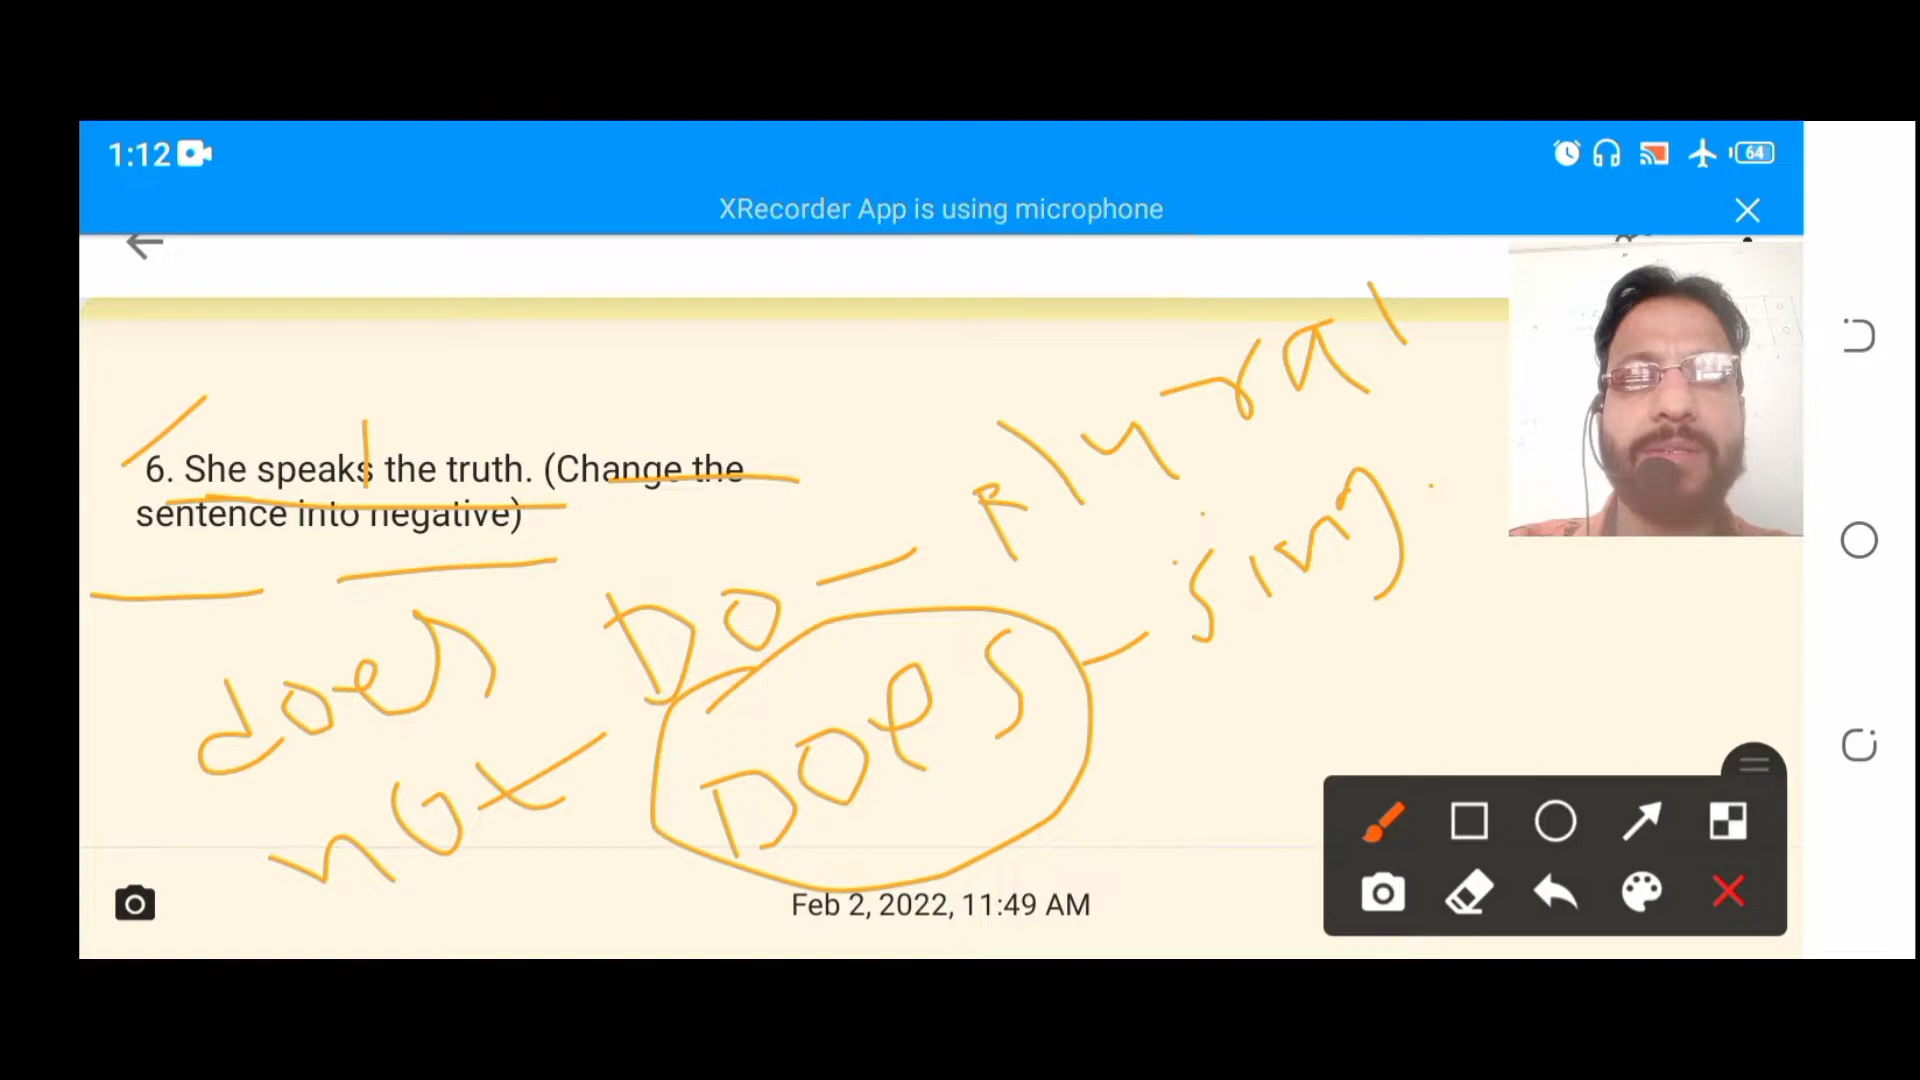 1:12
64
XRecorder App is using microphone
6. She speaks the truth. (Change the
sentence into negative)
Do - Plural
Does - Sing.
does
not
Feb 2, 2022, 11:49 AM